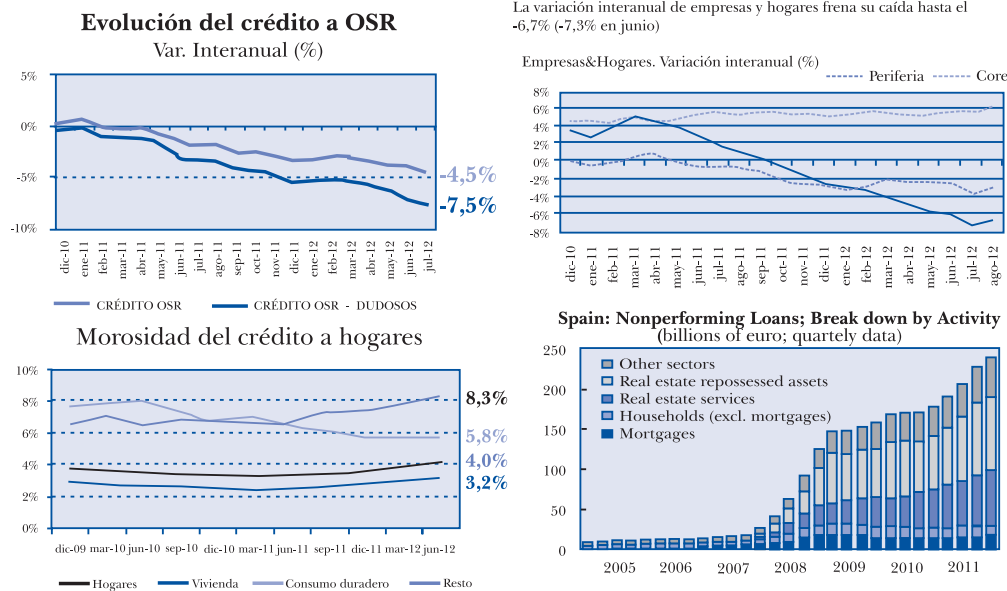 Evolución del crédito a OSR
Var. Interanual (%)
5%
0%
-5%
-10%
-4,5%
-7,5%
dic-10 ene-11 feb-11 mar-11 abr-11 may-11 jun-11 jul-11 ago-11 sep-11 oct-11 nov-11 dic-11 ene-12 feb-12 mar-12 abr-12 may-12 jun-12 jul-12
CRÉDITO OSR CRÉDITO OSR - DUDOSOS
La variación interanual de empresas y hogares frena su caída hasta el
-6,7% (-7,3% en junio)
Empresas&Hogares. Variación interanual (%)
Periferia Core
8%
6%
4%
2%
0%
-2%
-4%
-6%
-8%
dic-10 ene-11 feb-11 mar-11 abr-11 may-11 jun-11 jul-11 ago-11 sep-11 oct-11 nov-11 dic-11 ene-12 feb-12 mar-12 abr-12 may-12 jun-12 jul-12 ago-12
Morosidad del crédito a hogares
10%
8%
6%
4%
2%
0%
8,3%
5,8%
4,0%
3,2%
dic-09 mar-10 jun-10 sep-10 dic-10 mar-11 jun-11 sep-11 dic-11 mar-12 jun-12
Hogares Vivienda Consumo duradero Resto
Spain: Nonperforming Loans; Break down by Activity
(billions of euro; quartely data)
250
200
150
100
50
0
Other sectors
Real estate repossessed assets
Real estate services
Households (excl. mortgages)
Mortgages
2005 2006 2007 2008 2009 2010 2011